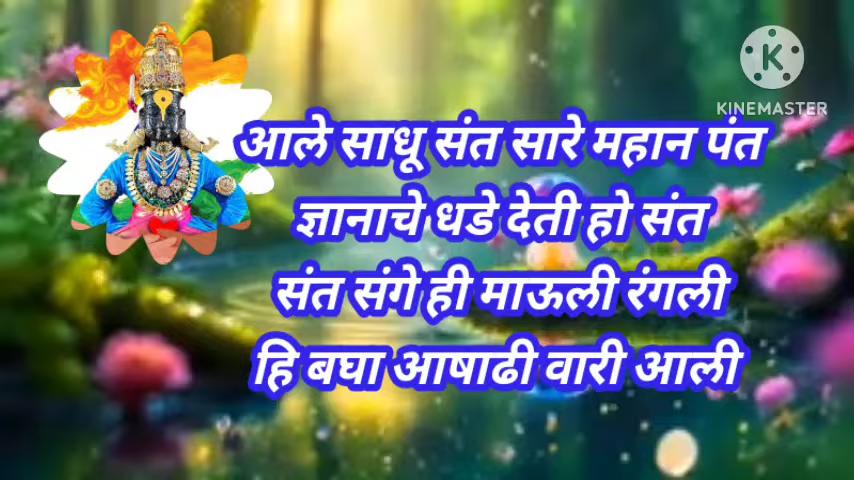 KINEMASTER
आले साधू संत सारे महान पंत
ज्ञानाचे धडे देती हो संत
संत संगे ही माऊली रंगली
हि बघा आषाढी वारी आली